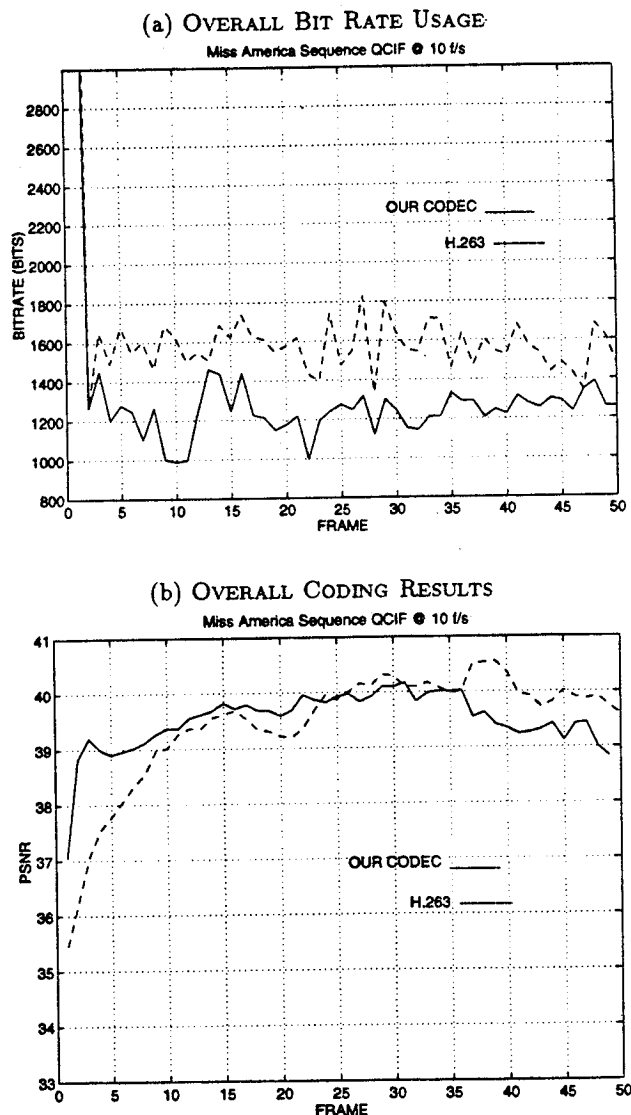 (a) OVERALL BIT RATE USAGE
Miss America Sequence QCIF @ 10 f/s
2800
2600
2400
2200
2000
1800
1600
1400
1200
1000
800
BITRATE (BITS)
OUR CODEC
H.263
0 5 10 15 20 25 30 35 40 45 50
FRAME
(b) OVERALL CODING RESULTS
Miss America Sequence QCIF @ 10 f/s
41
40
39
38
37
36
35
34
33
PSNR
OUR CODEC
H.263
0 5 10 15 20 25 30 35 40 45 50
FRAME